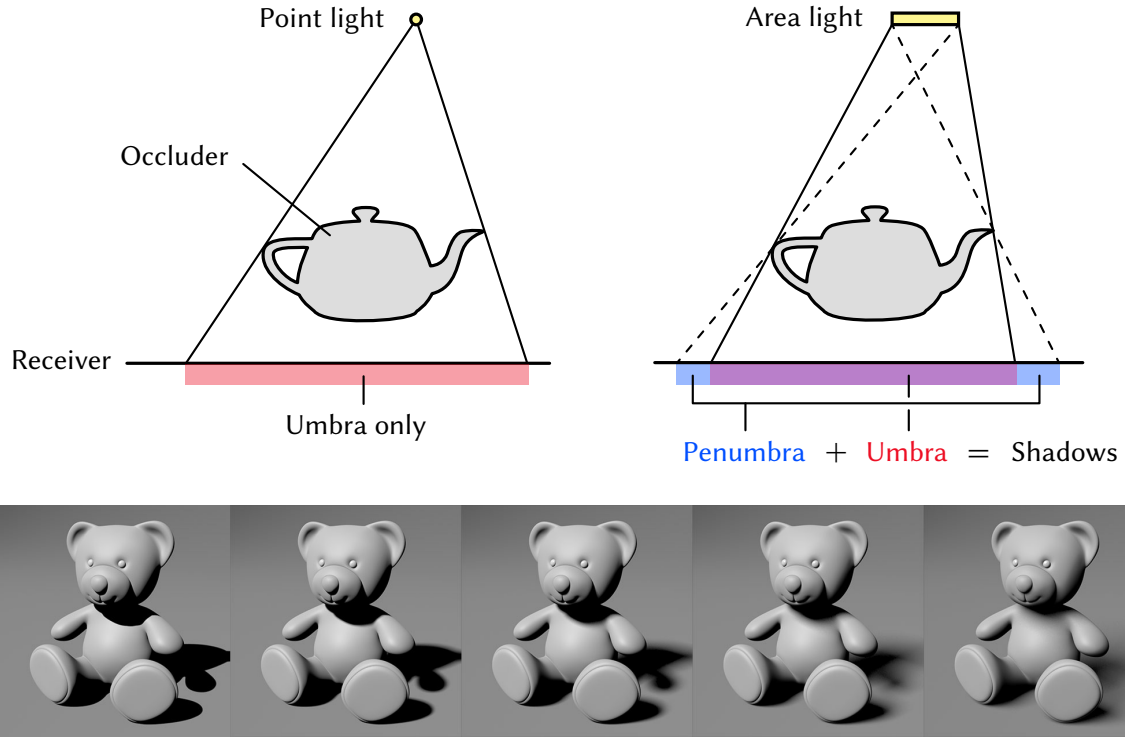 Point light
Area light
Occluder
Receiver
Umbra only
Penumbra + Umbra = Shadows